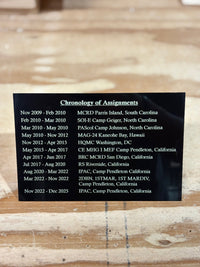 Chronology of Assignments
Nov 2009 - Feb 2010 MCRD Parris Island, South Carolina
Feb 2010 - Mar 2010 SOI-E Camp Geiger, North Carolina
Mar 2010 - May 2010 PAScol Camp Johnson, North Carolina
May 2010 - Nov 2012 MAG-24 Kaneohe Bay, Hawaii
Nov 2012 - Apr 2015 HQMC Washington, DC
May 2015 - Apr 2017 CE MHG I MEF Camp Pendleton, California
Apr 2017 - Jun 2017 BRC MCRD San Diego, California
Jul 2017 - Aug 2020 RS Riverside, California
Aug 2020 - Mar 2022 IPAC, Camp Pendleton, California
Mar 2022 - Nov 2022 2DBN, 1STMAR, 1ST MARDIV,
Camp Pendleton, California
Nov 2022 - Dec 2025 IPAC, Camp Pendleton, California